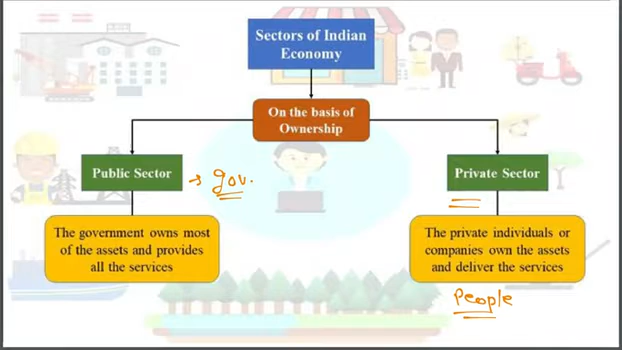 Sectors of Indian
Economy
On the basis of
Ownership
Public Sector
→ gov.
Private Sector
The government owns most
of the assets and provides
all the services
The private individuals or
companies own the assets
and deliver the services
People